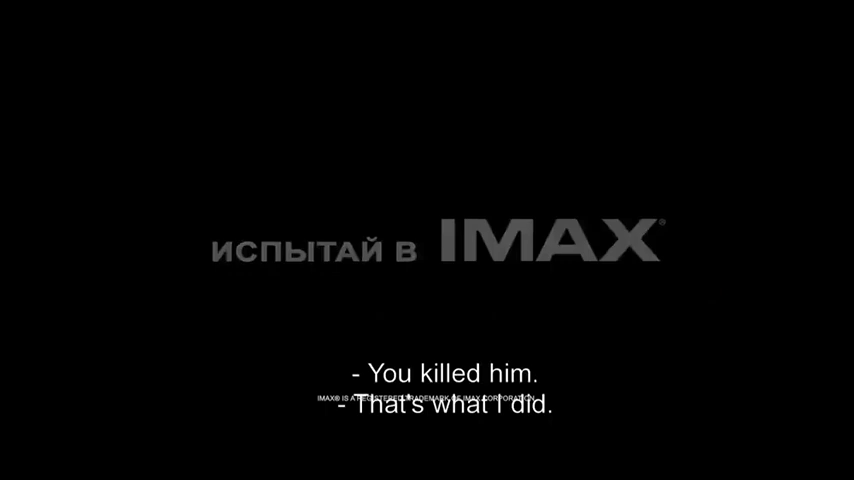 ИСПЫТАЙ В IMAX®
- You killed him.
IMAX® IS A REGISTERED TRADEMARK OF IMAX CORPORATION
- That's what I did.